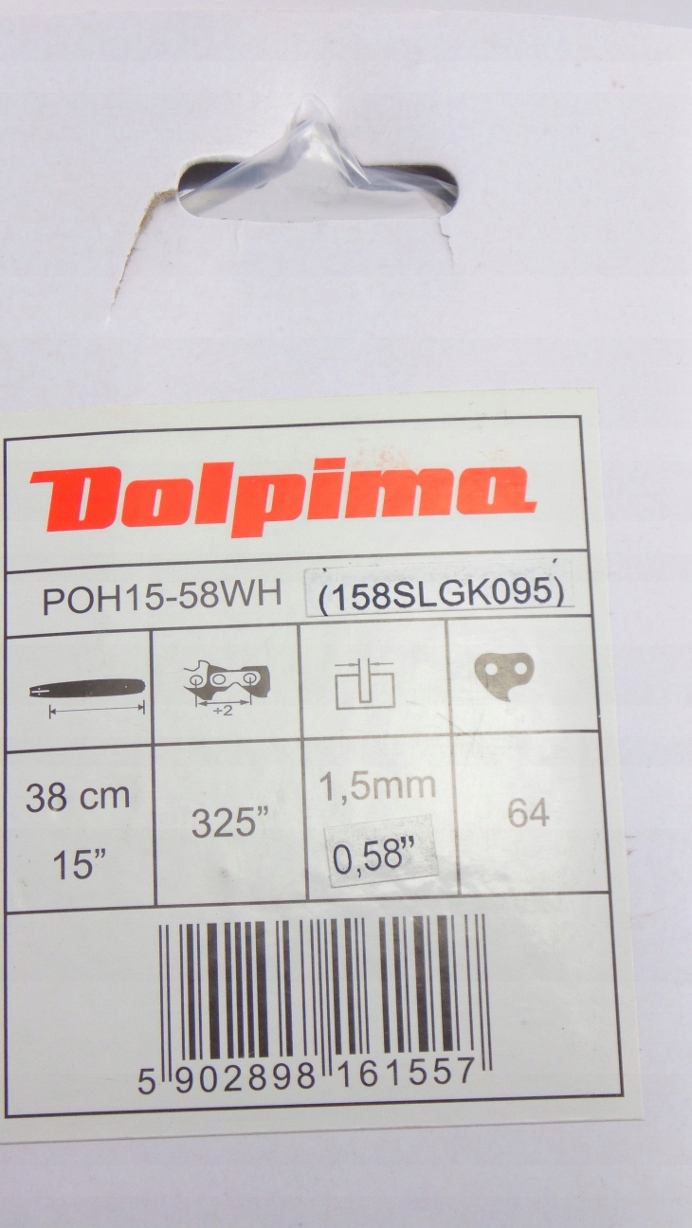 Dolpima
POH15-58WH (158SLGK095)
÷2
38 cm
15”
325”
1,5mm
0,58”
64
5 902898 161557